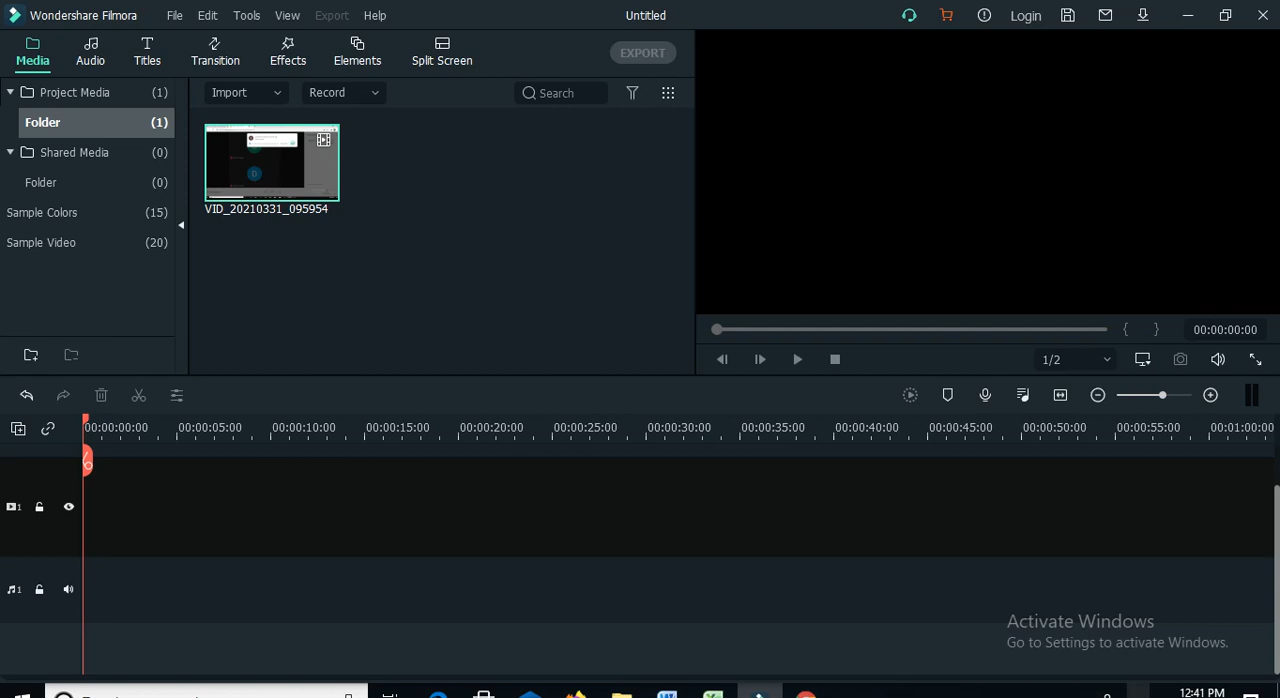 Wondershare Filmora File Edit Tools View Export Help Untitled Login
Media Audio Titles Transition Effects Elements Split Screen EXPORT
Project Media (1)
Folder (1)
Shared Media (0)
Folder (0)
Sample Colors (15)
Sample Video (20)
Import Record Search
VID_20210331_095954
00:00:00:00
1/2
00:00:00:00 00:00:05:00 00:00:10:00 00:00:15:00 00:00:20:00 00:00:25:00 00:00:30:00 00:00:35:00 00:00:40:00 00:00:45:00 00:00:50:00 00:00:55:00 00:01:00:00
1
1
Activate Windows
Go to Settings to activate Windows.
12:41 PM